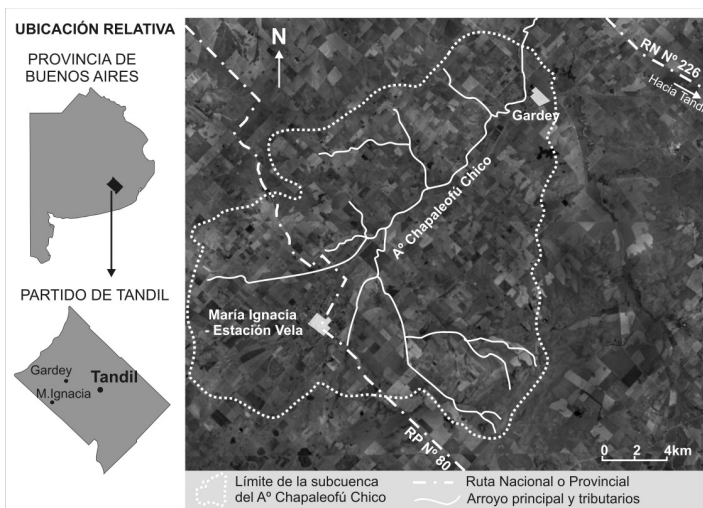 UBICACIÓN RELATIVA
PROVINCIA DE
BUENOS AIRES
PARTIDO DE TANDIL
Gardey
M.Ignacia
Tandil
N
RN Nº 226
Hacia Tandi
Gardey
Aº Chapaleofú Chico
María Ignacia
- Estación Vela
RP Nº 80
0 2 4km
Límite de la subcuenca
del Aº Chapaleofú Chico
Ruta Nacional o Provincial
Arroyo principal y tributarios